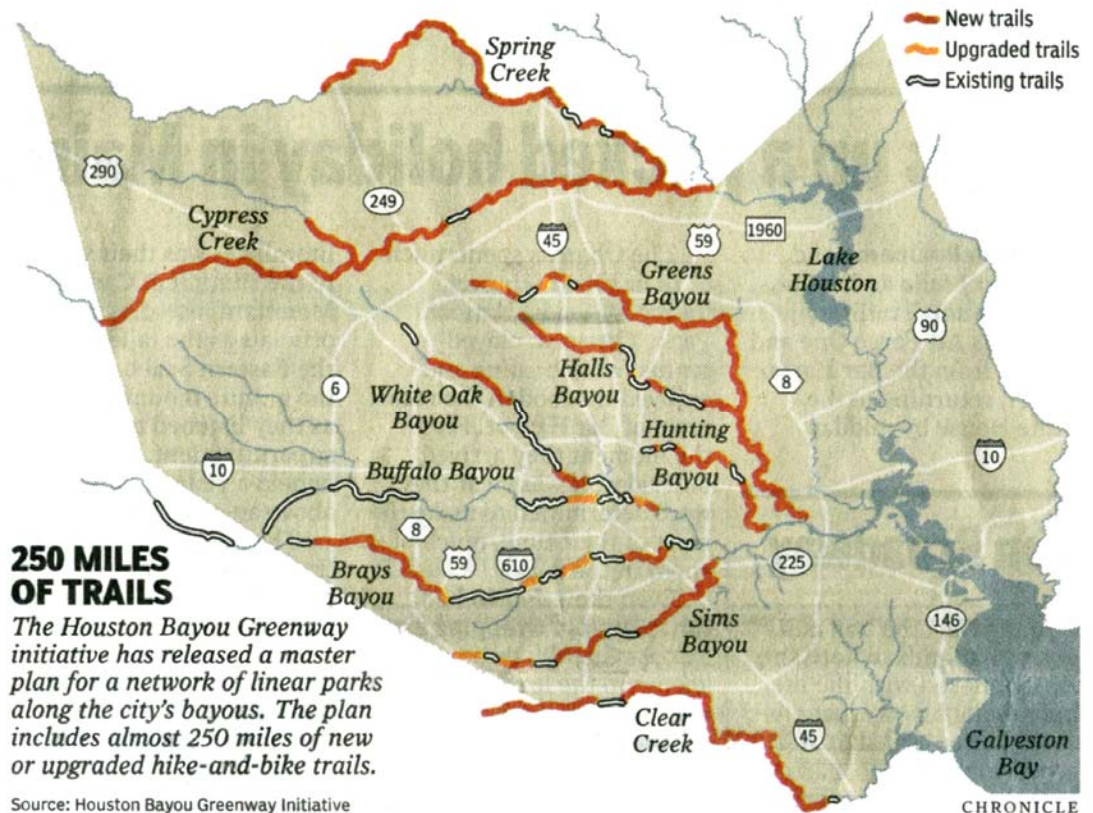 New trails
Upgraded trails
Existing trails
Spring
Creek
290
249
Cypress
Creek
45
59
1960
Greens
Bayou
Lake
Houston
90
6
White Oak
Bayou
Halls
Bayou
8
Hunting
Bayou
10
Buffalo Bayou
10
8
59
610
225
Brays
Bayou
Sims
Bayou
146
Clear
Creek
45
Galveston
Bay
250 MILES
OF TRAILS
The Houston Bayou Greenway
initiative has released a master
plan for a network of linear parks
along the city's bayous. The plan
includes almost 250 miles of new
or upgraded hike-and-bike trails.
Source: Houston Bayou Greenway Initiative
CHRONICLE